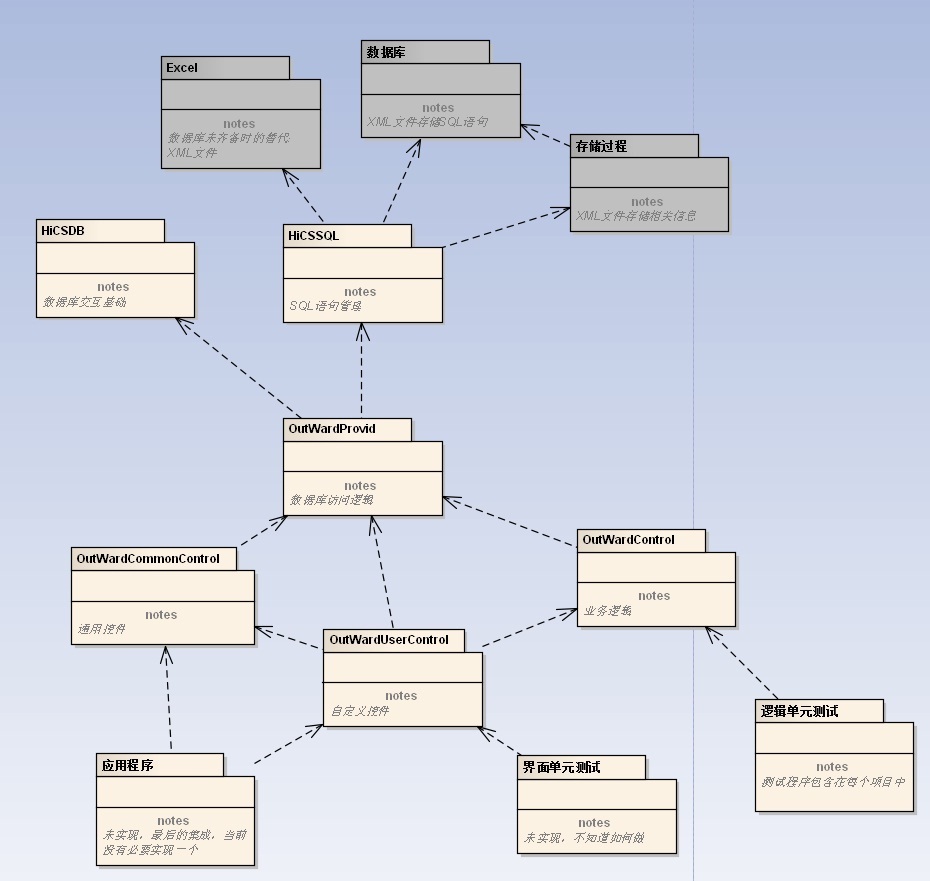 数据库
notes
XML文件存储SQL语句
Excel
notes
数据库未齐备时的替代:
XML文件
存储过程
notes
XML文件存储相关信息
HiCSDB
notes
数据库交互基础
HiCSSQL
notes
SQL语句管理
OutWardProvid
notes
数据库访问逻辑
OutWardControl
notes
业务逻辑
OutWardCommonControl
notes
通用控件
OutWardUserControl
notes
自定义控件
逻辑单元测试
notes
测试程序包含在每个项目中
应用程序
notes
未实现，最后的集成，当前
没有必要实现一个
界面单元测试
notes
未实现，不知道如何做